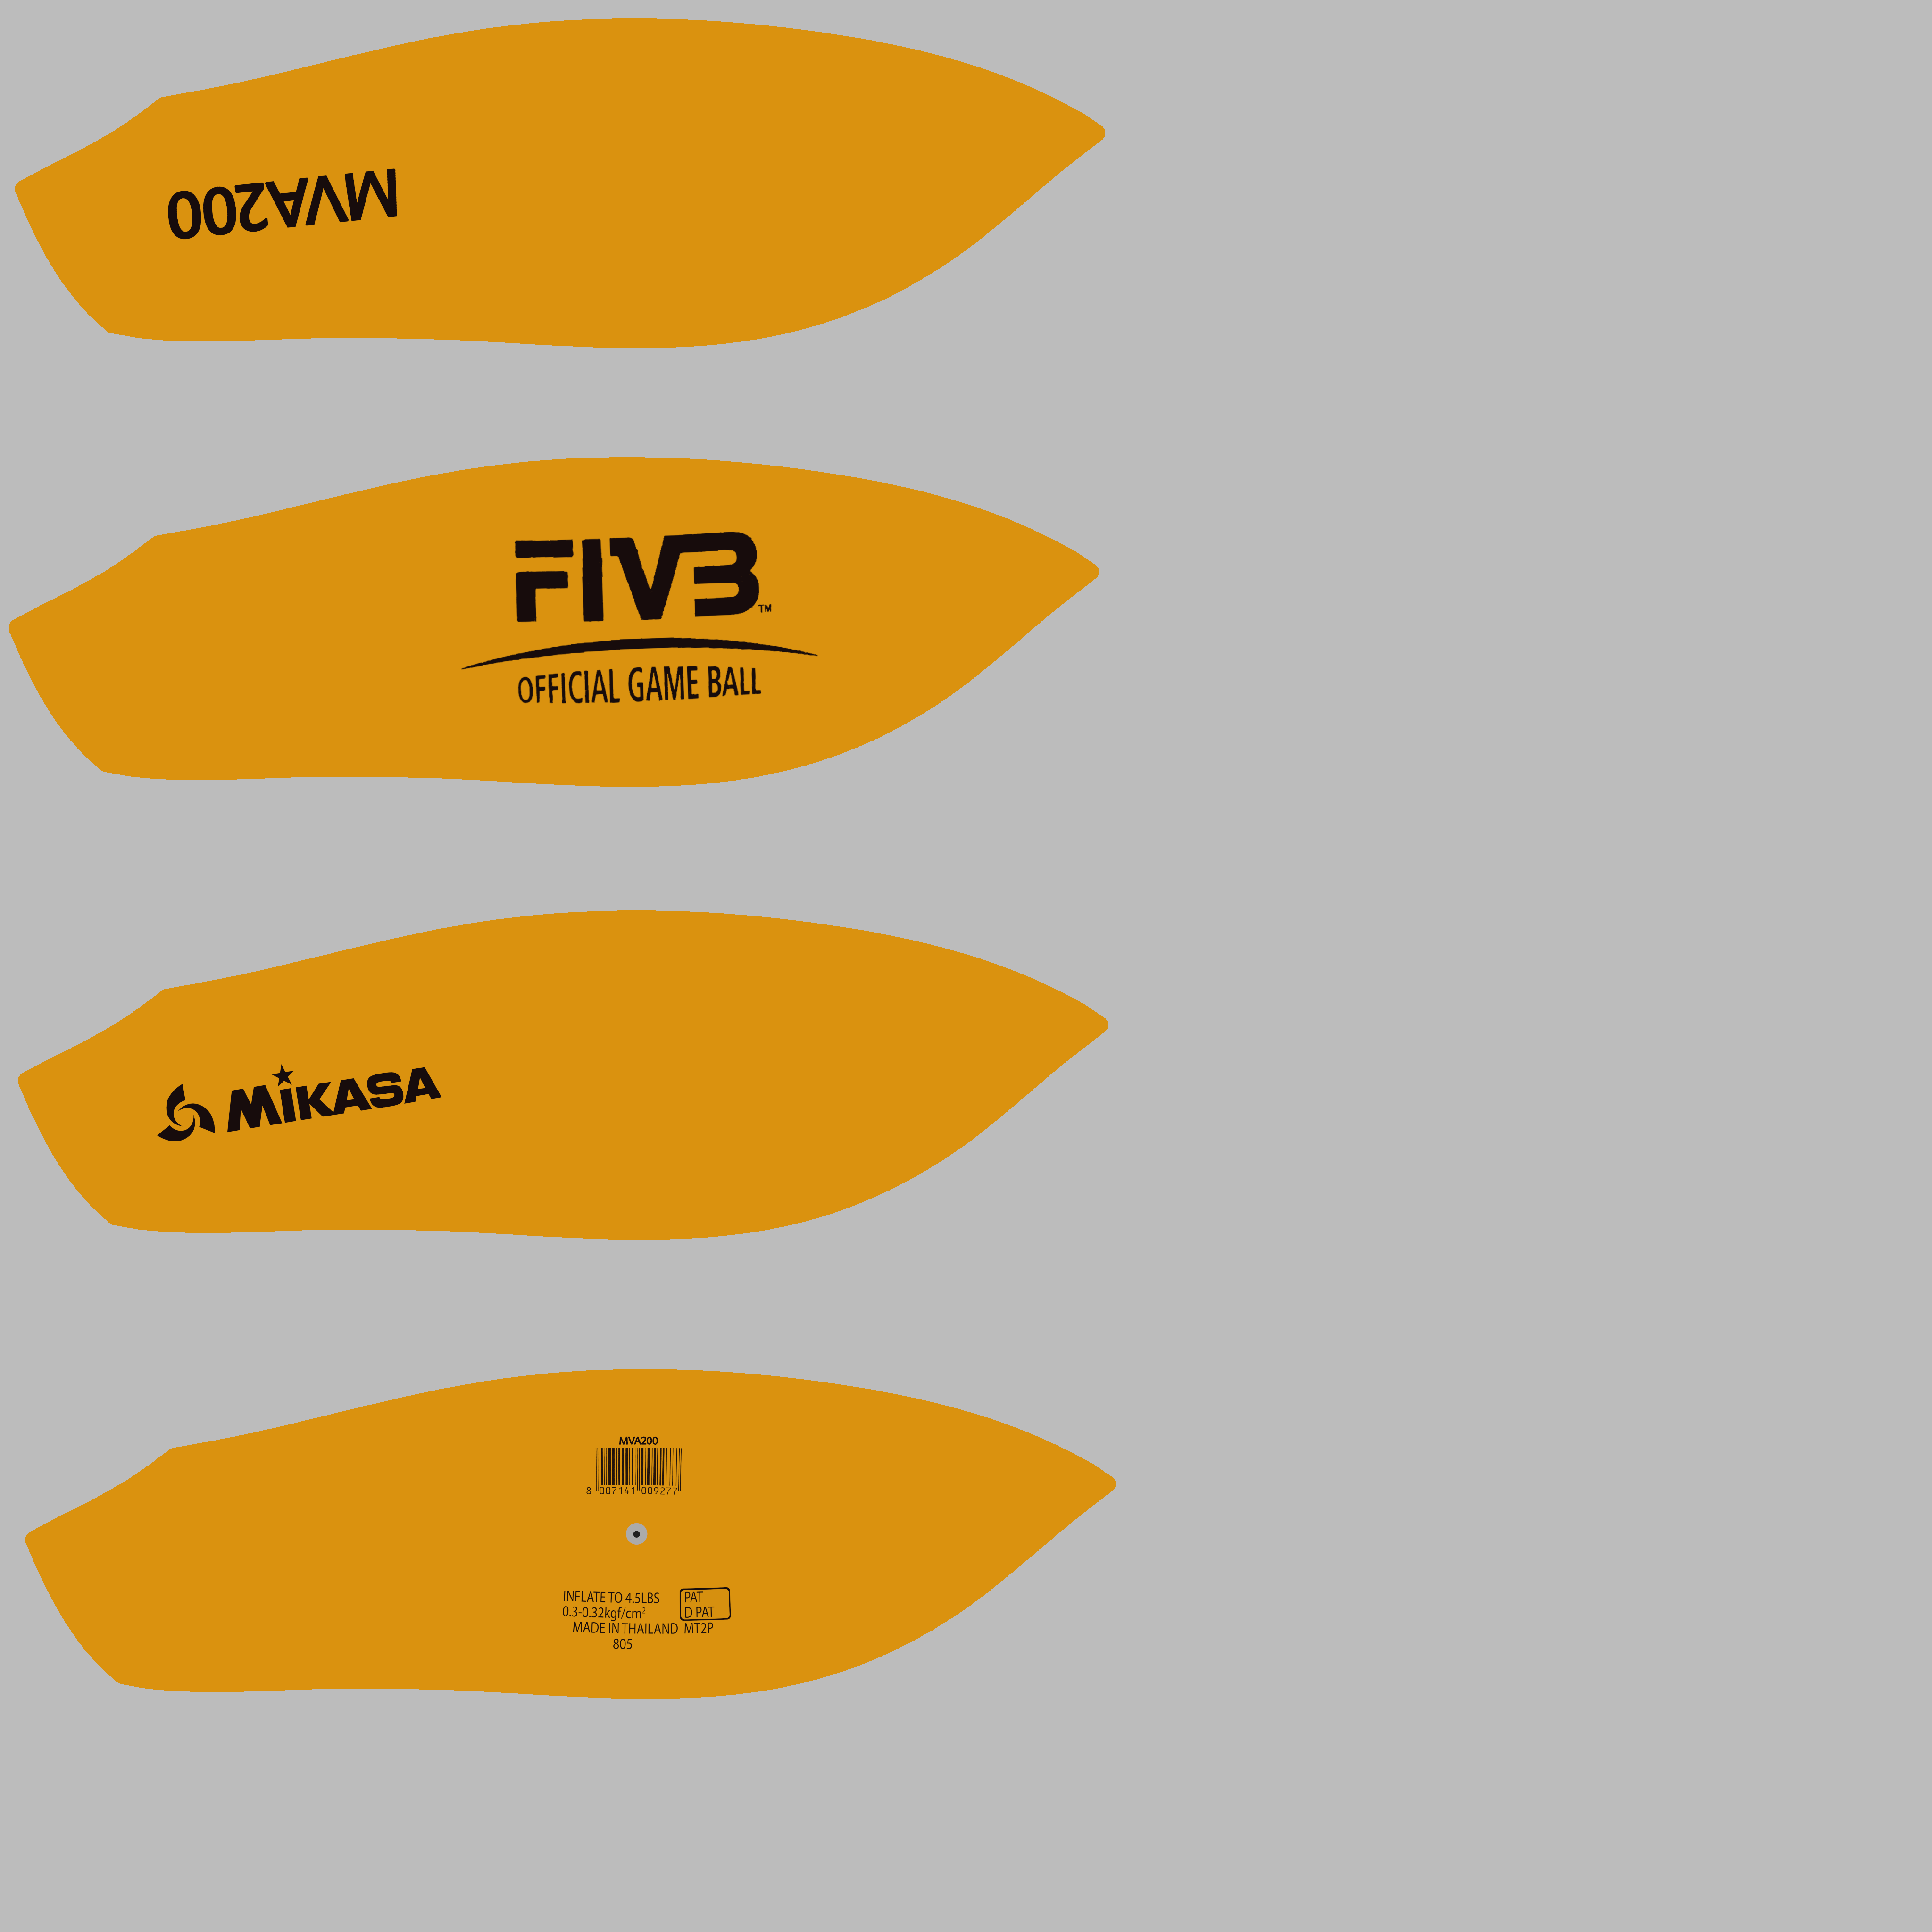 MVA200
FIVB™
OFFICIAL GAME BALL
MiKASA
MVA200
8 007141 009277
INFLATE TO 4.5LBS
0.3-0.32kgf/cm²
PAT
D PAT
MADE IN THAILAND MT2P
805